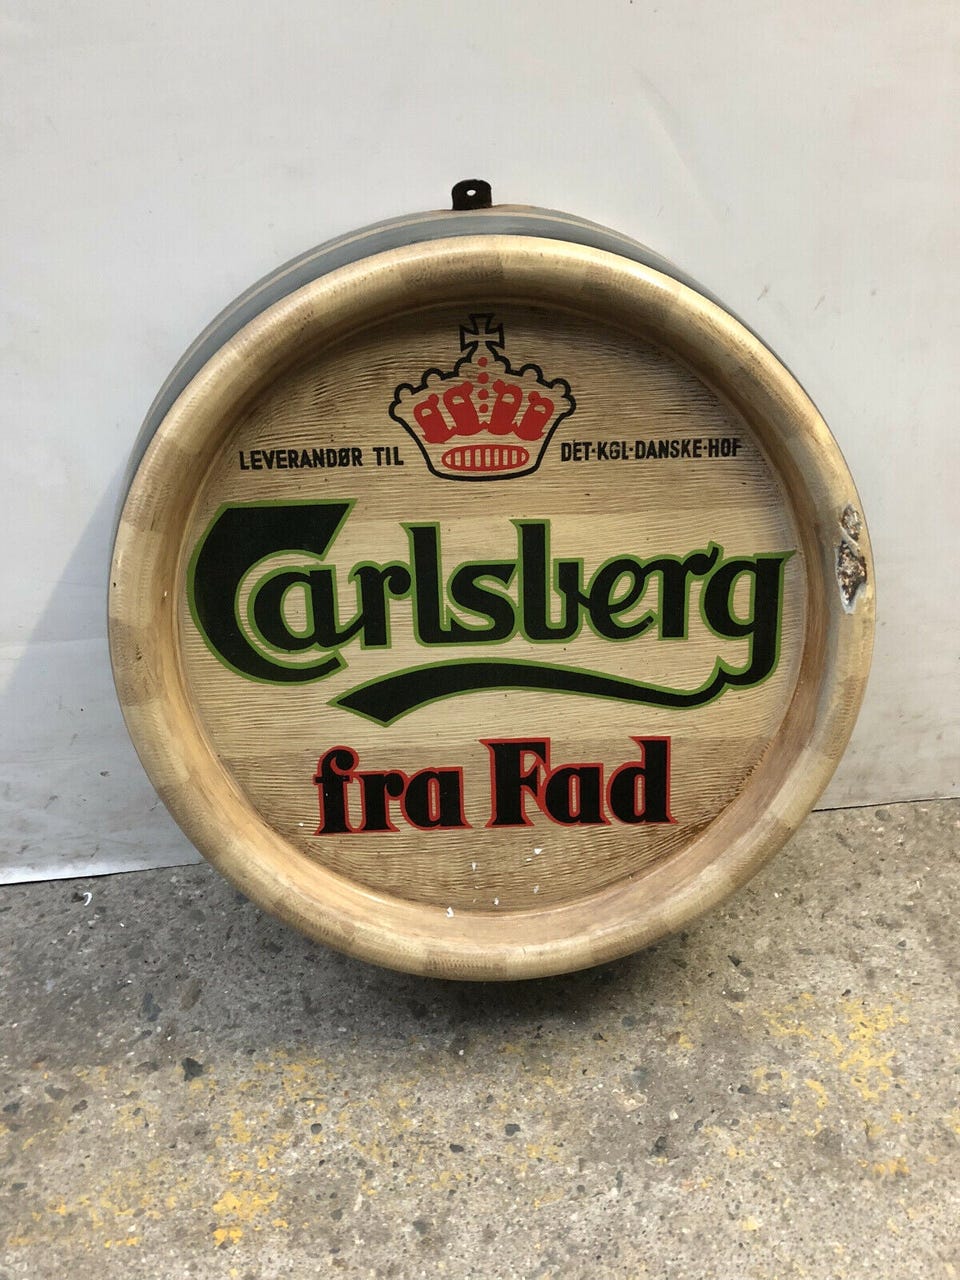 LEVERANDØR TIL DET·KGL·DANSKE·HOF
Carlsberg
fra Fad